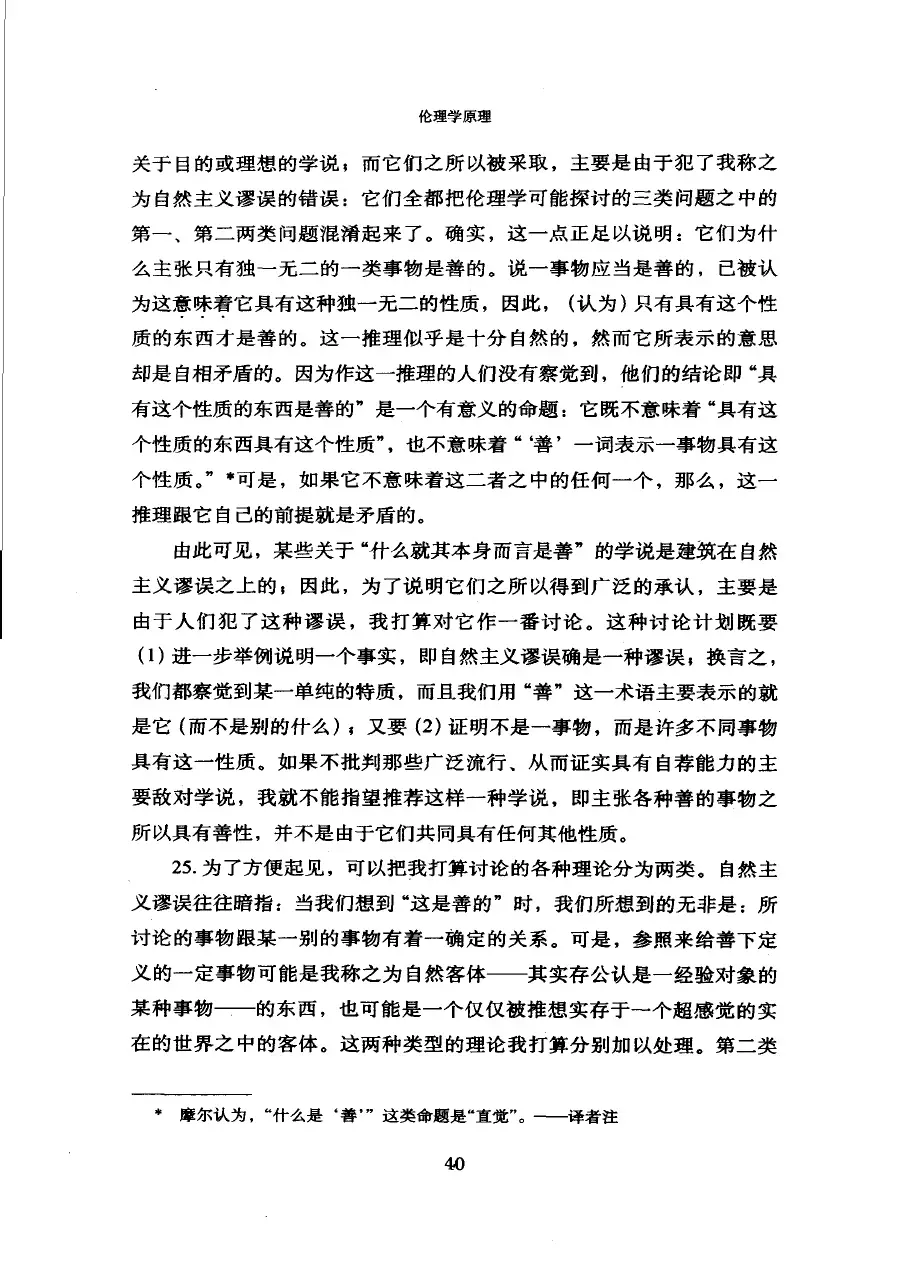 伦理学原理
关于目的或理想的学说；而它们之所以被采取，主要是由于犯了我称之
为自然主义谬误的错误：它们全都把伦理学可能探讨的三类问题之中的
第一、第二两类问题混淆起来了。确实，这一点正足以说明：它们为什
么主张只有独一无二的一类事物是善的。说一事物应当是善的，已被认
为这意味着它具有这种独一无二的性质，因此，（认为）只有具有这个性
质的东西才是善的。这一推理似乎是十分自然的，然而它所表示的意思
却是自相矛盾的。因为作这一推理的人们没有察觉到，他们的结论即“具
有这个性质的东西是善的”是一个有意义的命题：它既不意味着“具有这
个性质的东西具有这个性质”，也不意味着“‘善’一词表示一事物具有这
个性质。”*可是，如果它不意味着这二者之中的任何一个，那么，这一
推理跟它自己的前提就是矛盾的。
由此可见，某些关于“什么就其本身而言是善”的学说是建筑在自然
主义谬误之上的；因此，为了说明它们之所以得到广泛的承认，主要是
由于人们犯了这种谬误，我打算对它作一番讨论。这种讨论计划既要
（1）进一步举例说明一个事实，即自然主义谬误确是一种谬误；换言之，
我们都察觉到某一单纯的特质，而且我们用“善”这一术语主要表示的就
是它（而不是别的什么）；又要（2）证明不是一事物，而是许多不同事物
具有这一性质。如果不批判那些广泛流行、从而证实具有自荐能力的主
要敌对学说，我就不能指望推荐这样一种学说，即主张各种善的事物之
所以具有善性，并不是由于它们共同具有任何其他性质。
25. 为了方便起见，可以把我打算讨论的各种理论分为两类。自然主
义谬误往往暗指：当我们想到“这是善的”时，我们所想到的无非是：所
讨论的事物跟某一别的事物有着一确定的关系。可是，参照来给善下定
义的一定事物可能是我称之为自然客体——其实存公认是一经验对象的
某种事物——的东西，也可能是一个仅仅被推想实存于一个超感觉的实
在的世界之中的客体。这两种类型的理论我打算分别加以处理。第二类
* 摩尔认为，“什么是‘善’”这类命题是“直觉”。——译者注
40